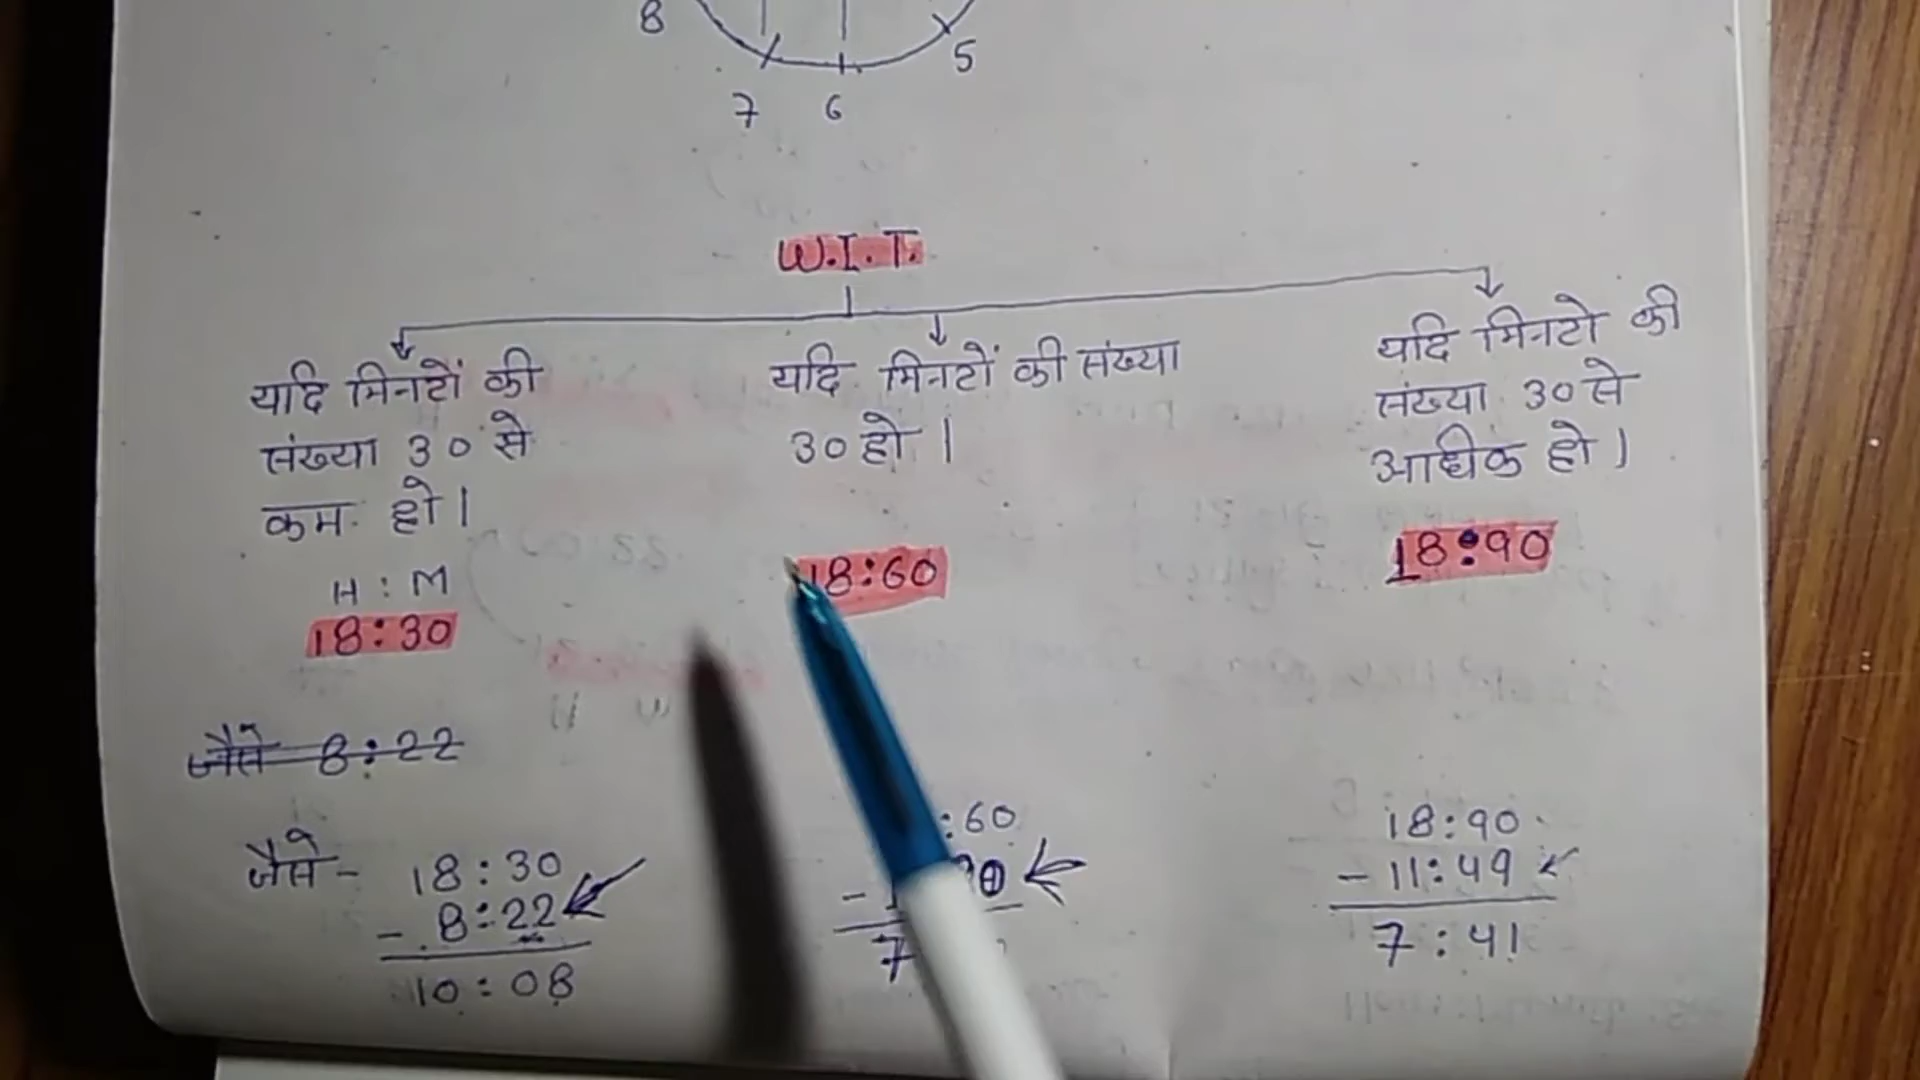 8
5
7 6
W.I.T.
यदि मिनटों की
संख्या 30 से
कम हो।
H : M
18:30
यदि मिनटों की संख्या
30 हो।
18:60
यदि मिनटो की
संख्या 30 से
अधिक हो।
18:90
जैसे 8:22
जैसे - 18:30
- 8:22
10:08
:60
7
18:90
- 11:49
7:41